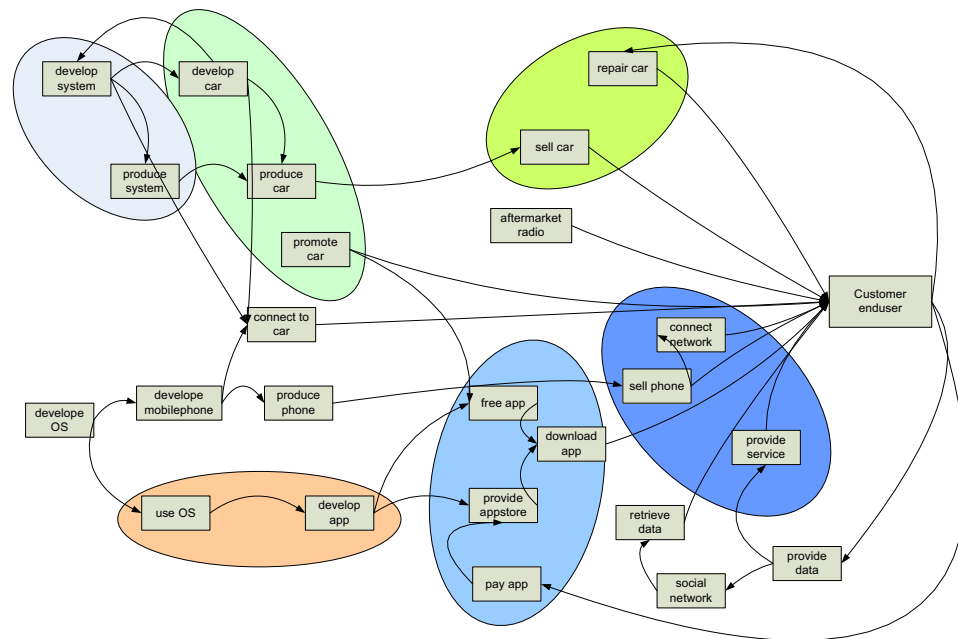 develop
system
develop
car
repair car
sell car
produce
system
produce
car
aftermarket
radio
promote
car
Customer
enduser
connect to
car
connect
network
sell phone
develope
mobilephone
produce
phone
free app
develope
OS
download
app
provide
service
use OS
develop
app
provide
appstore
retrieve
data
provide
data
pay app
social
network